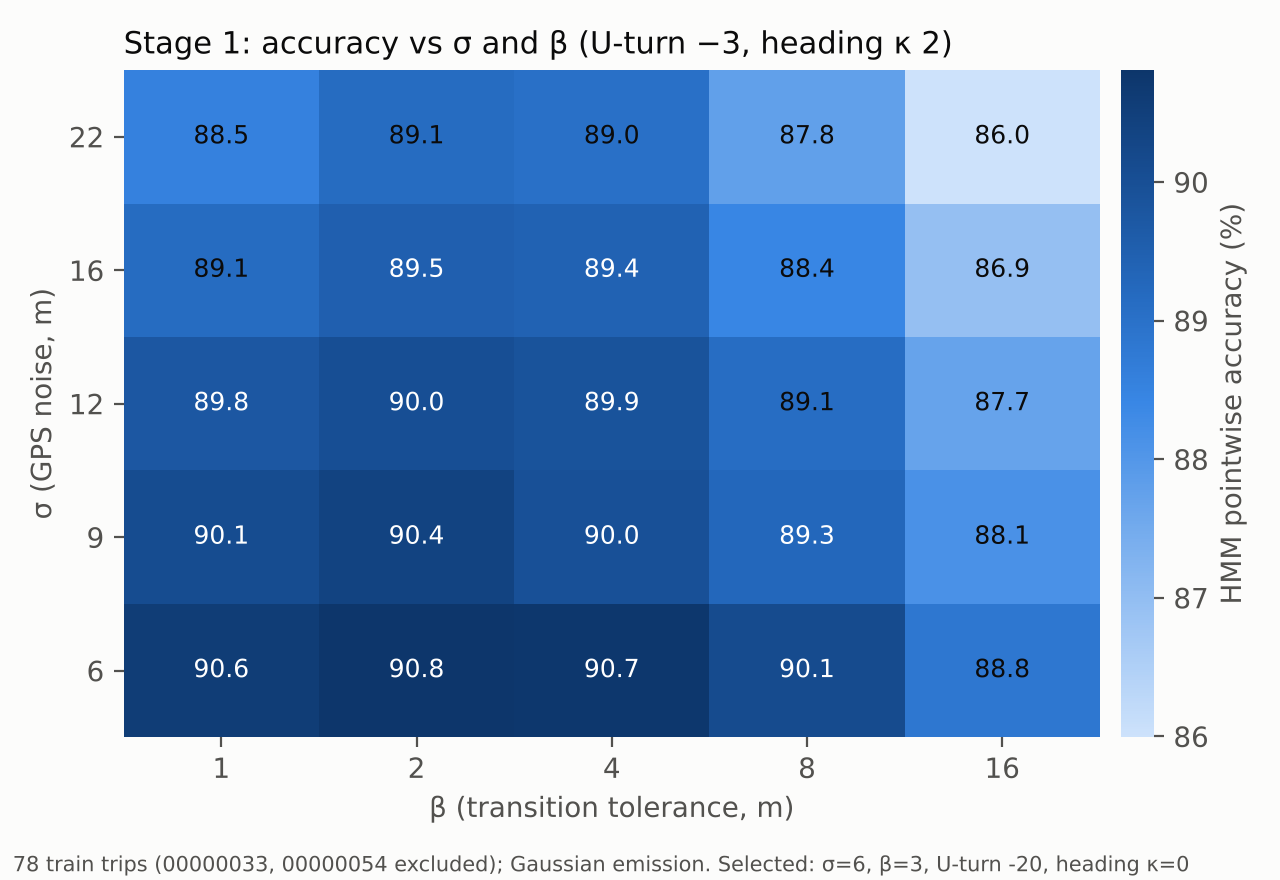 Stage 1: accuracy vs σ and β (U-turn −3, heading κ 2)
22 88.5 89.1 89.0 87.8 86.0
16 89.1 89.5 89.4 88.4 86.9
12 89.8 90.0 89.9 89.1 87.7
9 90.1 90.4 90.0 89.3 88.1
6 90.6 90.8 90.7 90.1 88.8
σ (GPS noise, m)
1 2 4 8 16
β (transition tolerance, m)
90
89
88
87
86
HMM pointwise accuracy (%)
78 train trips (00000033, 00000054 excluded); Gaussian emission. Selected: σ=6, β=3, U-turn -20, heading κ=0